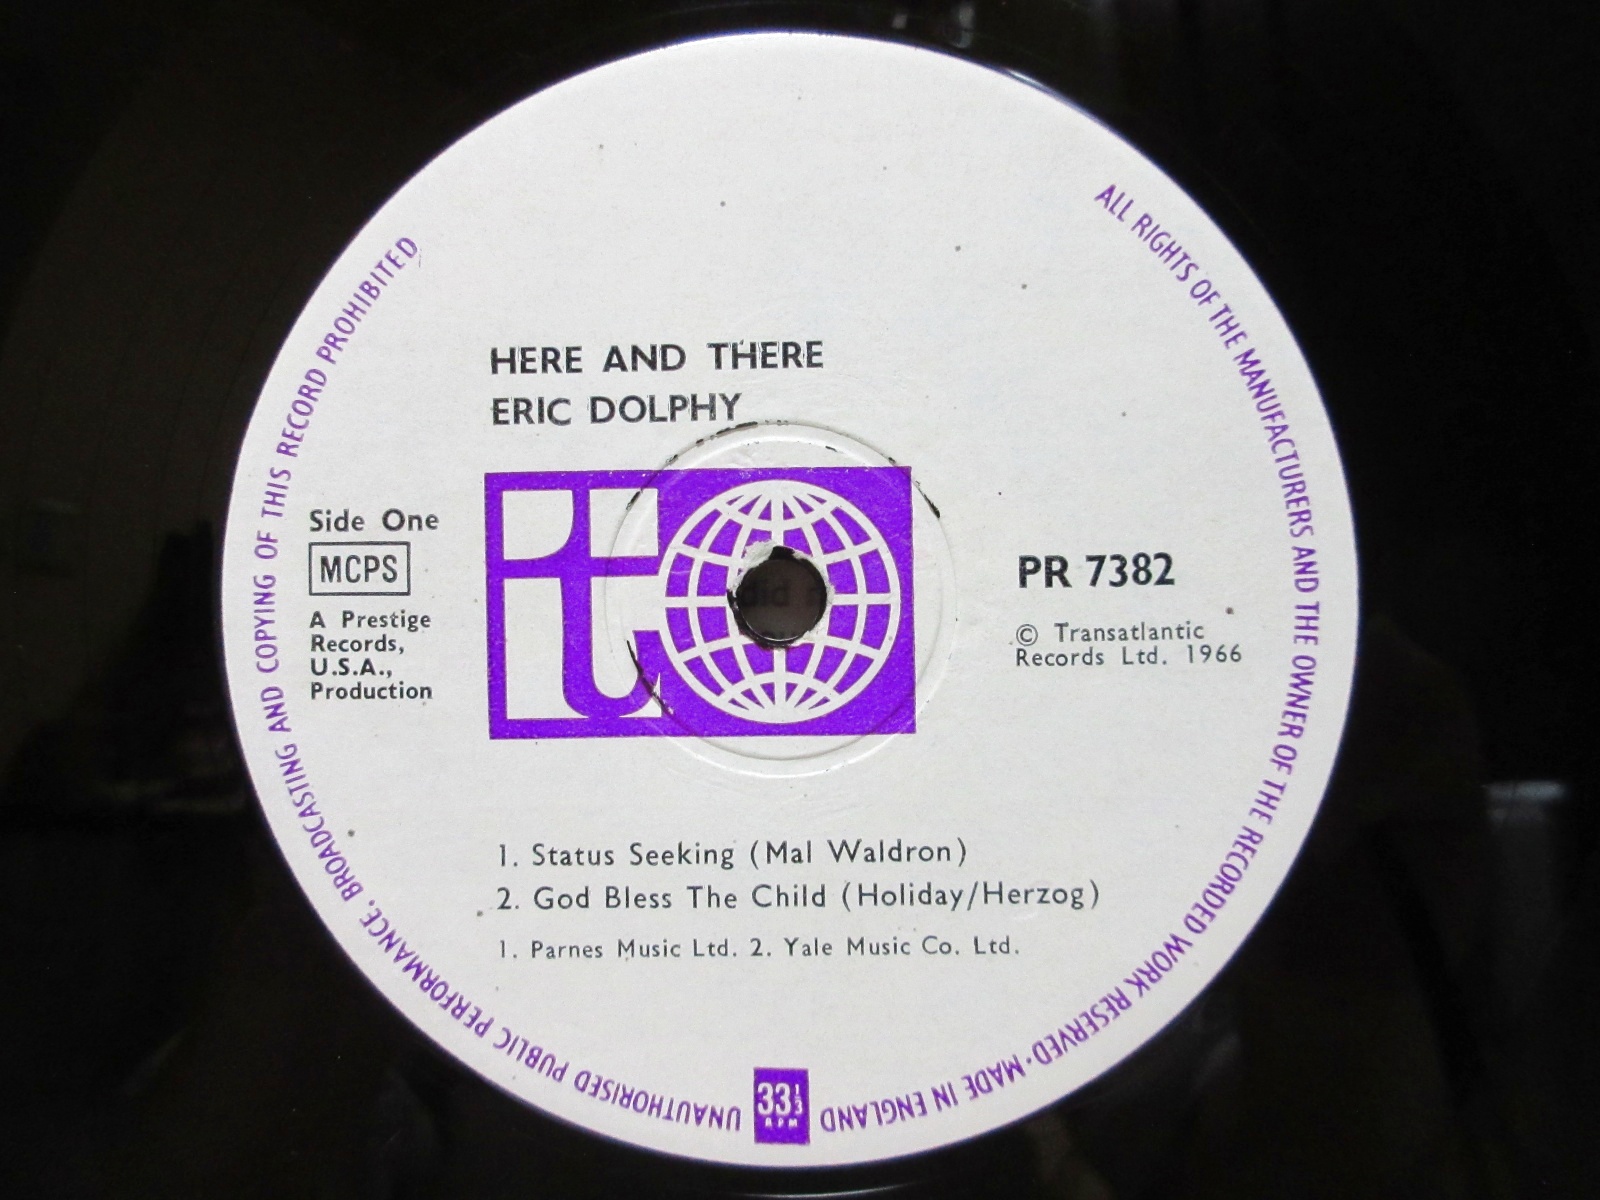 HERE AND THERE
ERIC DOLPHY
Side One
MCPS
A Prestige
Records,
U.S.A.,
Production
it
PR 7382
© Transatlantic
Records Ltd. 1966
1. Status Seeking (Mal Waldron)
2. God Bless The Child (Holiday/Herzog)
1. Parnes Music Ltd. 2. Yale Music Co. Ltd.
33⅓
RPM
ALL RIGHTS OF THE MANUFACTURERS AND THE OWNER OF THE RECORDED WORK RESERVED · MADE IN ENGLAND
UNAUTHORISED PUBLIC PERFORMANCE, BROADCASTING AND COPYING OF THIS RECORD PROHIBITED